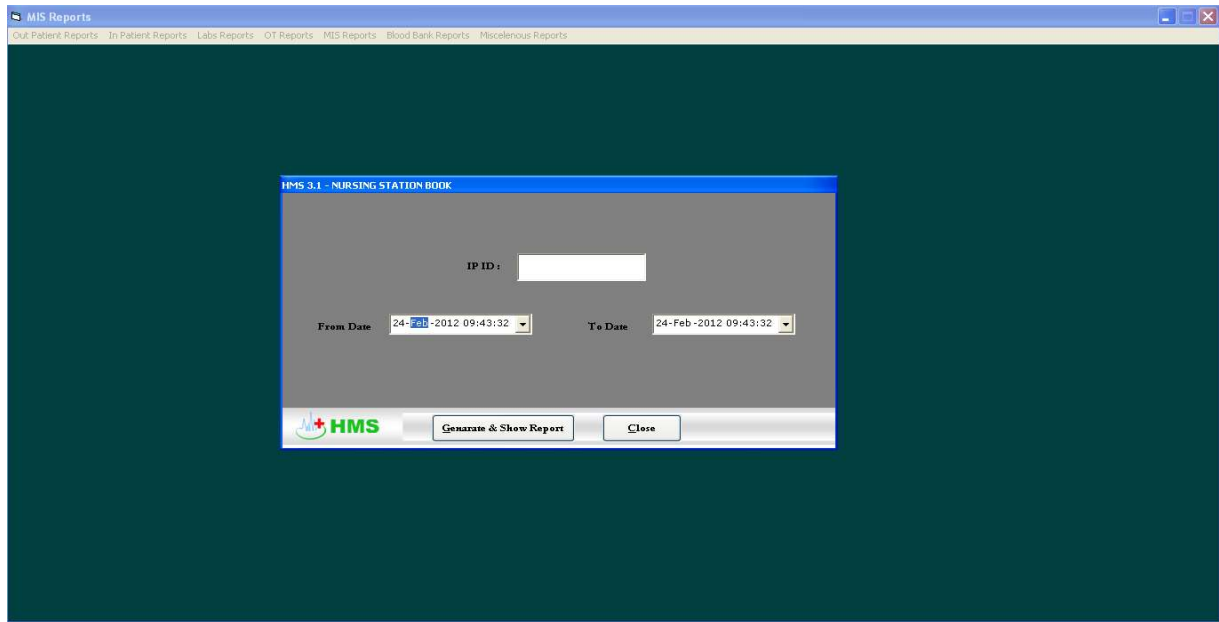 MIS Reports
Out Patient Reports In Patient Reports Labs Reports OT Reports MIS Reports Blood Bank Reports Miscelenous Reports
HMS 3.1 - NURSING STATION BOOK
IP ID :
From Date 24-Feb-2012 09:43:32 To Date 24-Feb-2012 09:43:32
HMS Genarate & Show Report Close